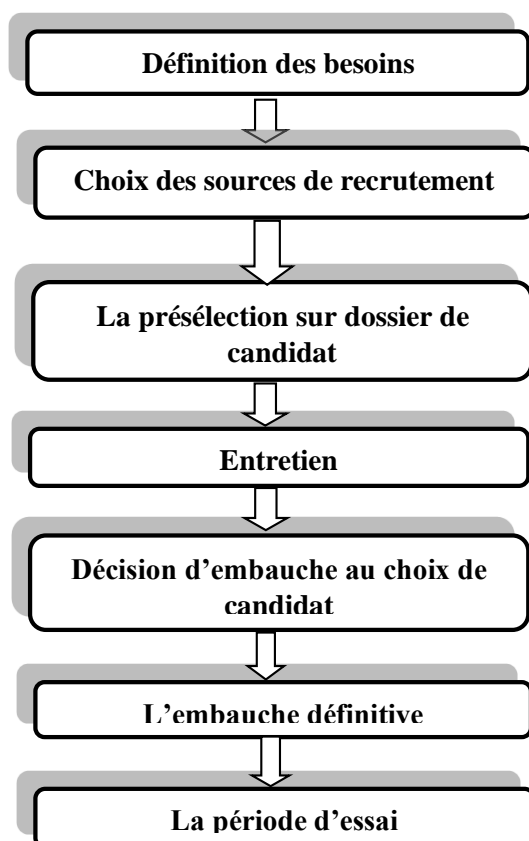 Définition des besoins
Choix des sources de recrutement
La présélection sur dossier de
candidat
Entretien
Décision d’embauche au choix de
candidat
L’embauche définitive
La période d’essai